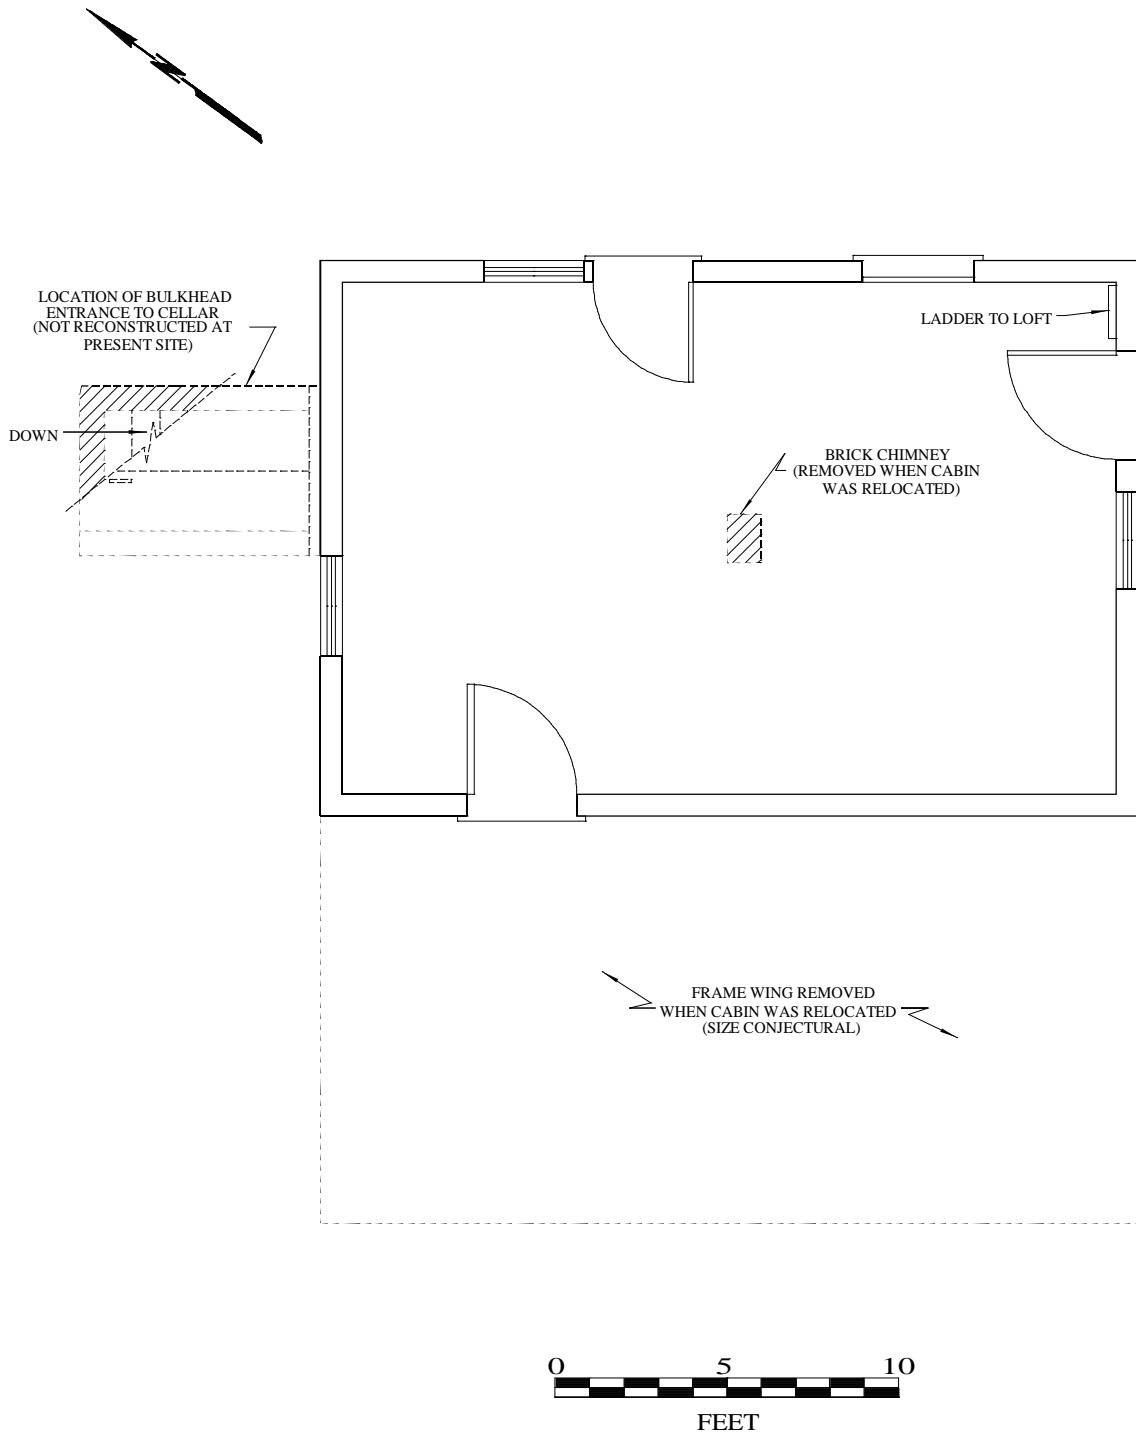 N
LOCATION OF BULKHEAD
ENTRANCE TO CELLAR
(NOT RECONSTRUCTED AT
PRESENT SITE)
LADDER TO LOFT
DOWN
BRICK CHIMNEY
(REMOVED WHEN CABIN
WAS RELOCATED)
FRAME WING REMOVED
WHEN CABIN WAS RELOCATED
(SIZE CONJECTURAL)
0 5 10
FEET